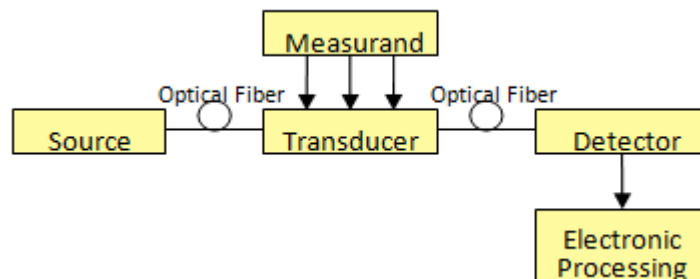 Measurand
Optical Fiber
Optical Fiber
Source
Transducer
Detector
Electronic
Processing